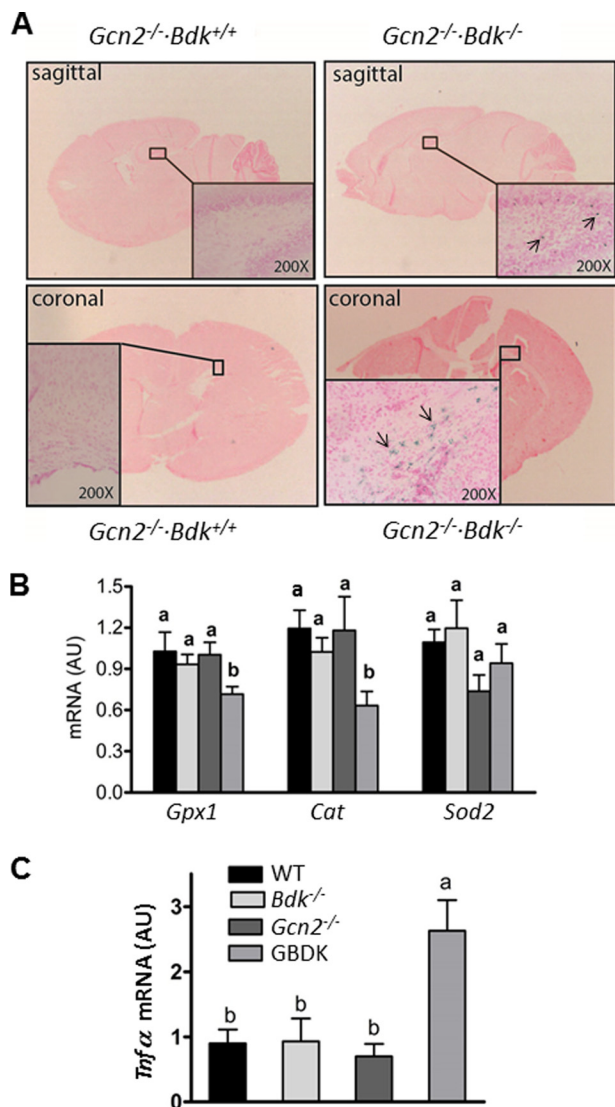 A
Gcn2-/-·Bdk+/+ Gcn2-/-·Bdk-/-
sagittal sagittal
200X 200X
coronal coronal
200X 200X
Gcn2-/-·Bdk+/+ Gcn2-/-·Bdk-/-
B
mRNA (AU)
1.5
1.2
0.9
0.6
0.3
0.0
a a a b
a a a b
a a a a
Gpx1 Cat Sod2
C
Tnf α mRNA (AU)
3
2
1
0
WT
Bdk-/-
Gcn2-/-
GBDK
b b b a